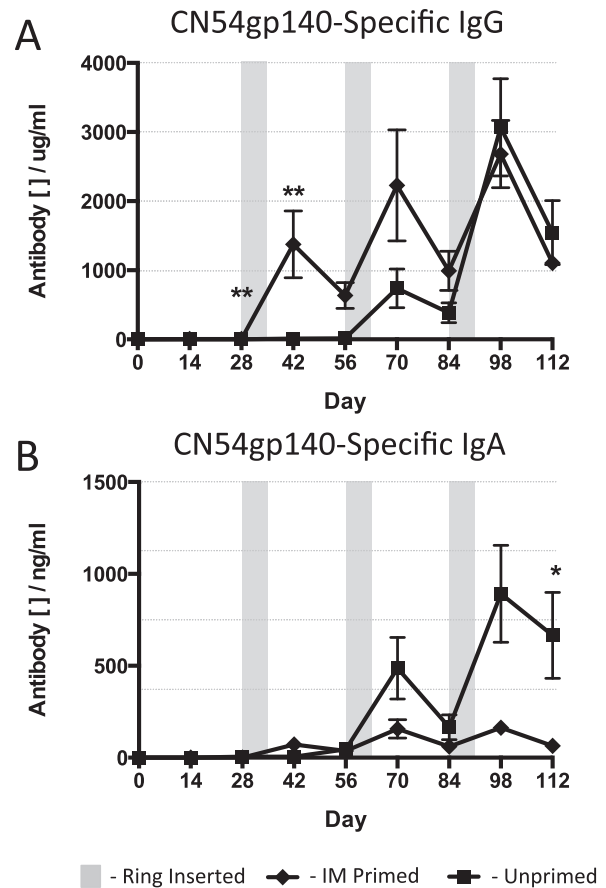 A
CN54gp140-Specific IgG
Antibody [ ] / ug/ml
4000
3000
2000
1000
0
**
**
0 14 28 42 56 70 84 98 112
Day
B
CN54gp140-Specific IgA
Antibody [ ] / ng/ml
1500
1000
500
0
*
0 14 28 42 56 70 84 98 112
Day
- Ring Inserted - IM Primed - Unprimed